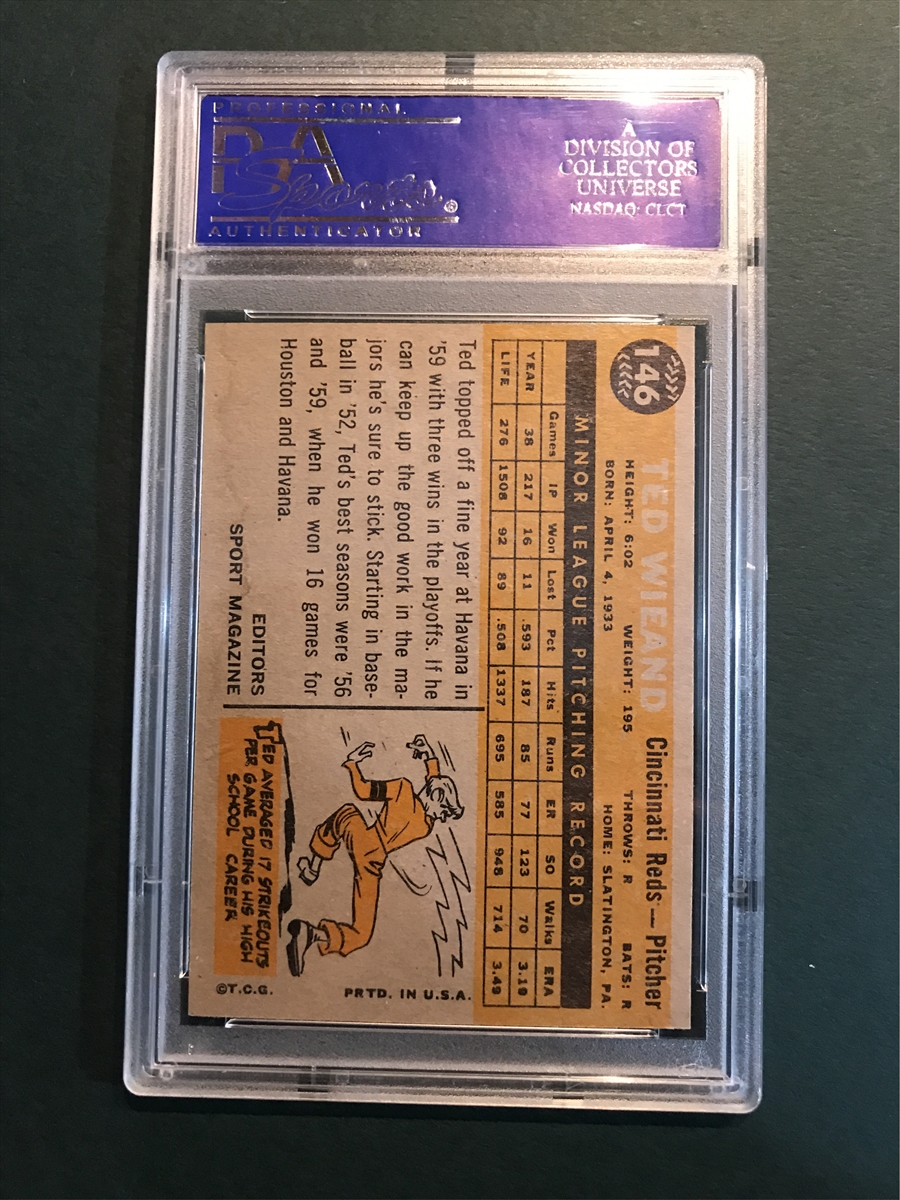 PROFESSIONAL
PSA
Sports®
AUTHENTICATOR
A
DIVISION OF
COLLECTORS
UNIVERSE
NASDAQ: CLCT
146
TED WIEAND Cincinnati Reds — Pitcher
HEIGHT: 6:02 WEIGHT: 195 THROWS: R BATS: R
BORN: APRIL 4, 1933 HOME: SLATINGTON, PA.
MINOR LEAGUE PITCHING RECORD
Games IP Won Lost Pct Hits Runs ER SO Walks ERA
YEAR 38 217 16 11 .593 187 85 77 123 70 3.19
LIFE 276 1508 92 89 .508 1337 695 585 948 714 3.49
Ted topped off a fine year at Havana in
'59 with three wins in the playoffs. If he
can keep up the good work in the ma-
jors he's sure to stick. Starting in base-
ball in '52, Ted's best seasons were '56
and '59, when he won 16 games for
Houston and Havana.
EDITORS
SPORT MAGAZINE
TED AVERAGED 17 STRIKEOUTS
PER GAME DURING HIS HIGH
SCHOOL CAREER
©T.C.G. PRTD. IN U.S.A.